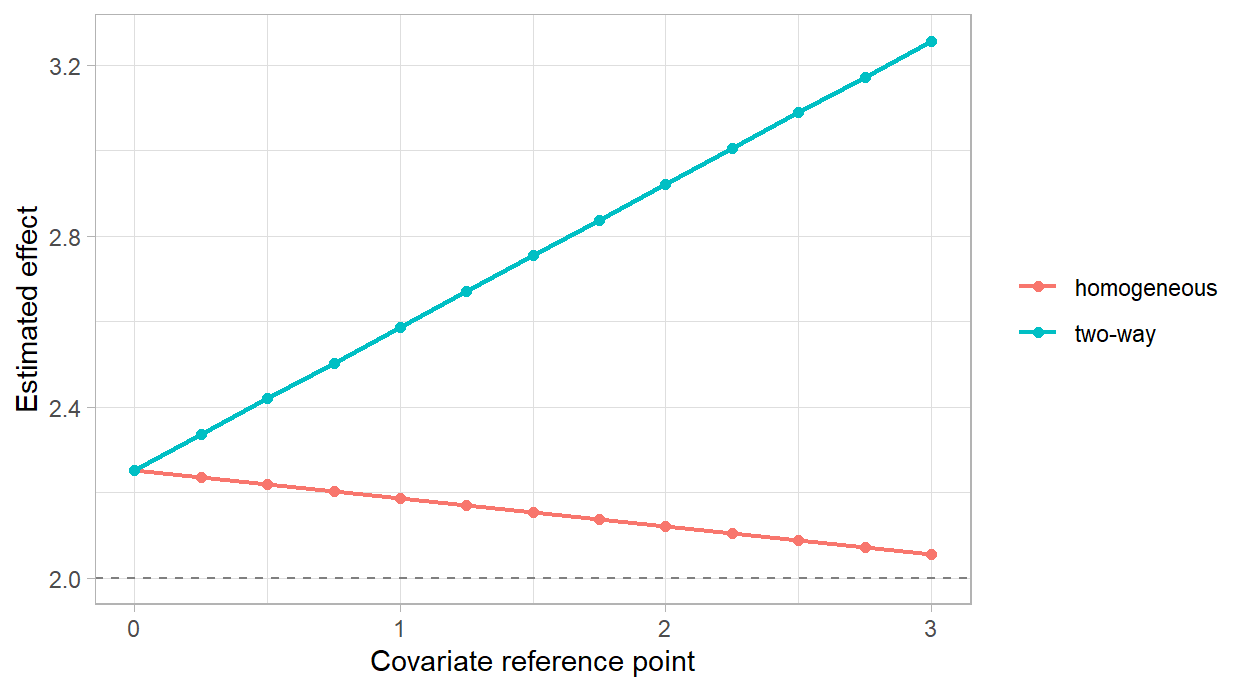 3.2
2.8
2.4
2.0
Estimated effect
0 1 2 3
Covariate reference point
homogeneous
two-way